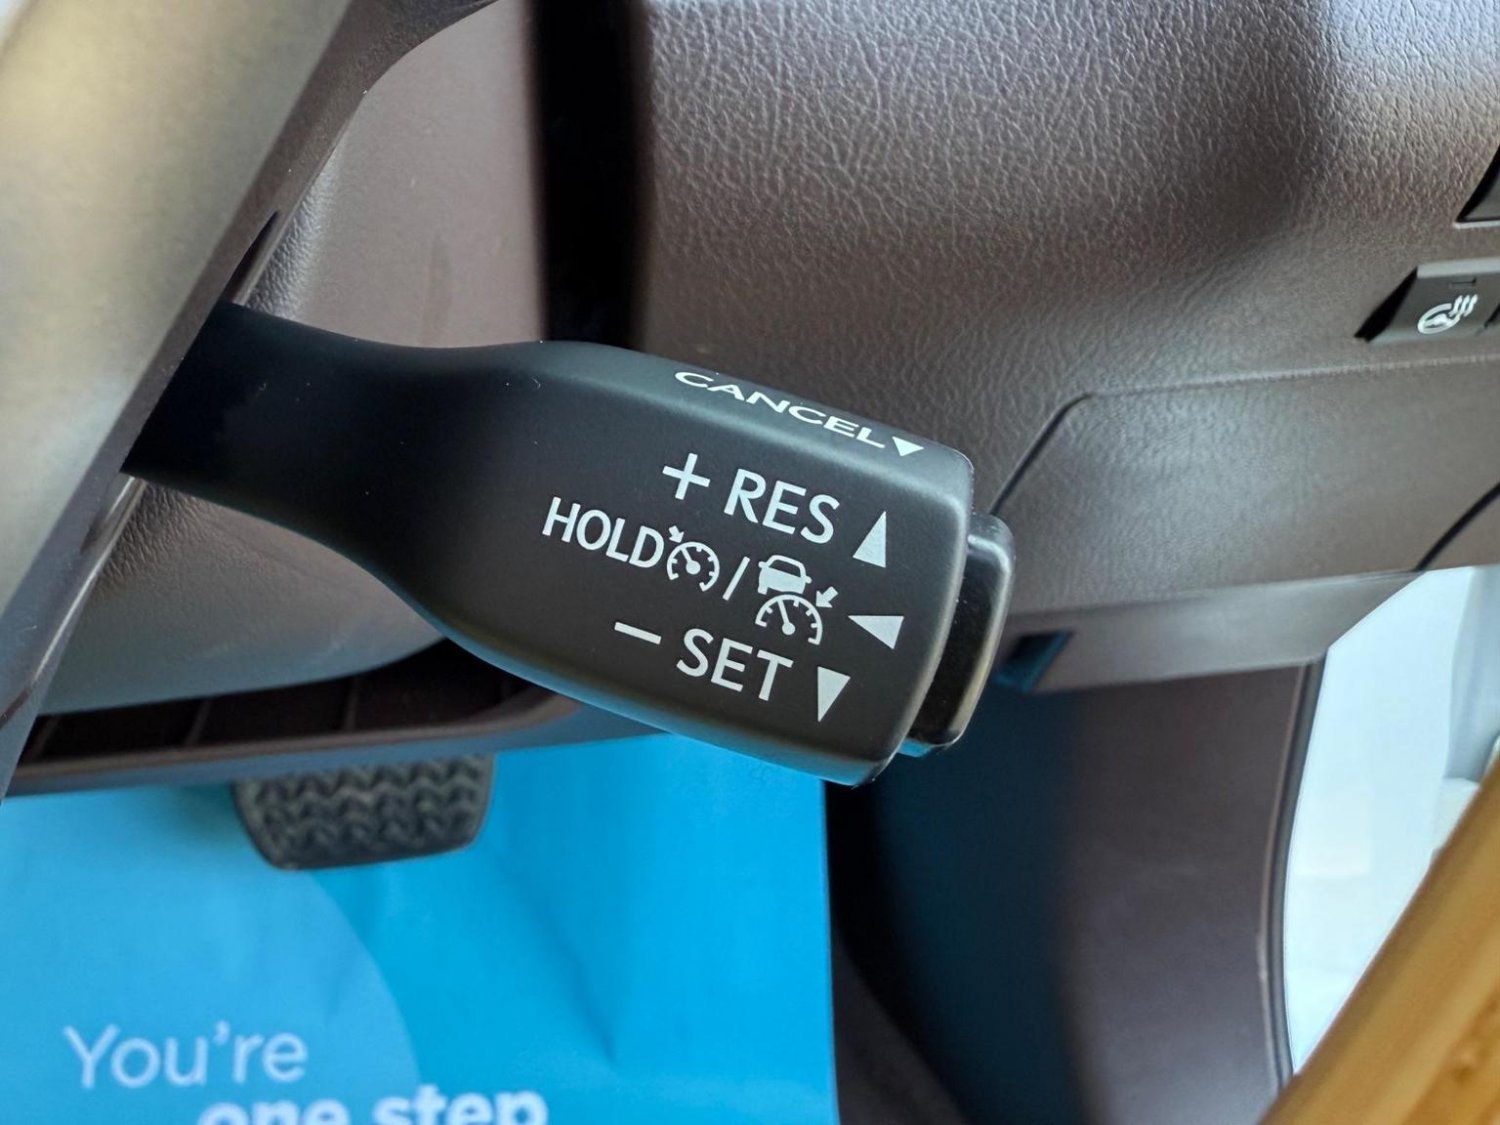 CANCEL▼
+ RES ▲
HOLD / ◀
− SET ▼
You're
one step